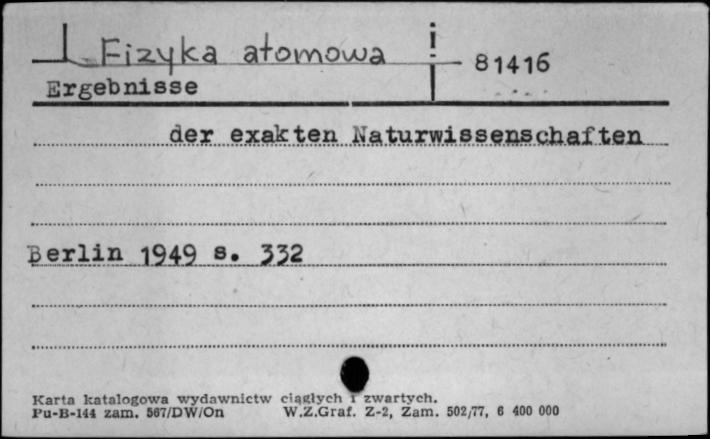 Fizyka atomowa
81416
Ergebnisse
der exakten Naturwissenschaften
Berlin 1949 s. 332
Karta katalogowa wydawnictw ciągłych i zwartych.
Pu-B-144 zam. 567/DW/On W.Z.Graf. Z-2, Zam. 502/77, 6 400 000